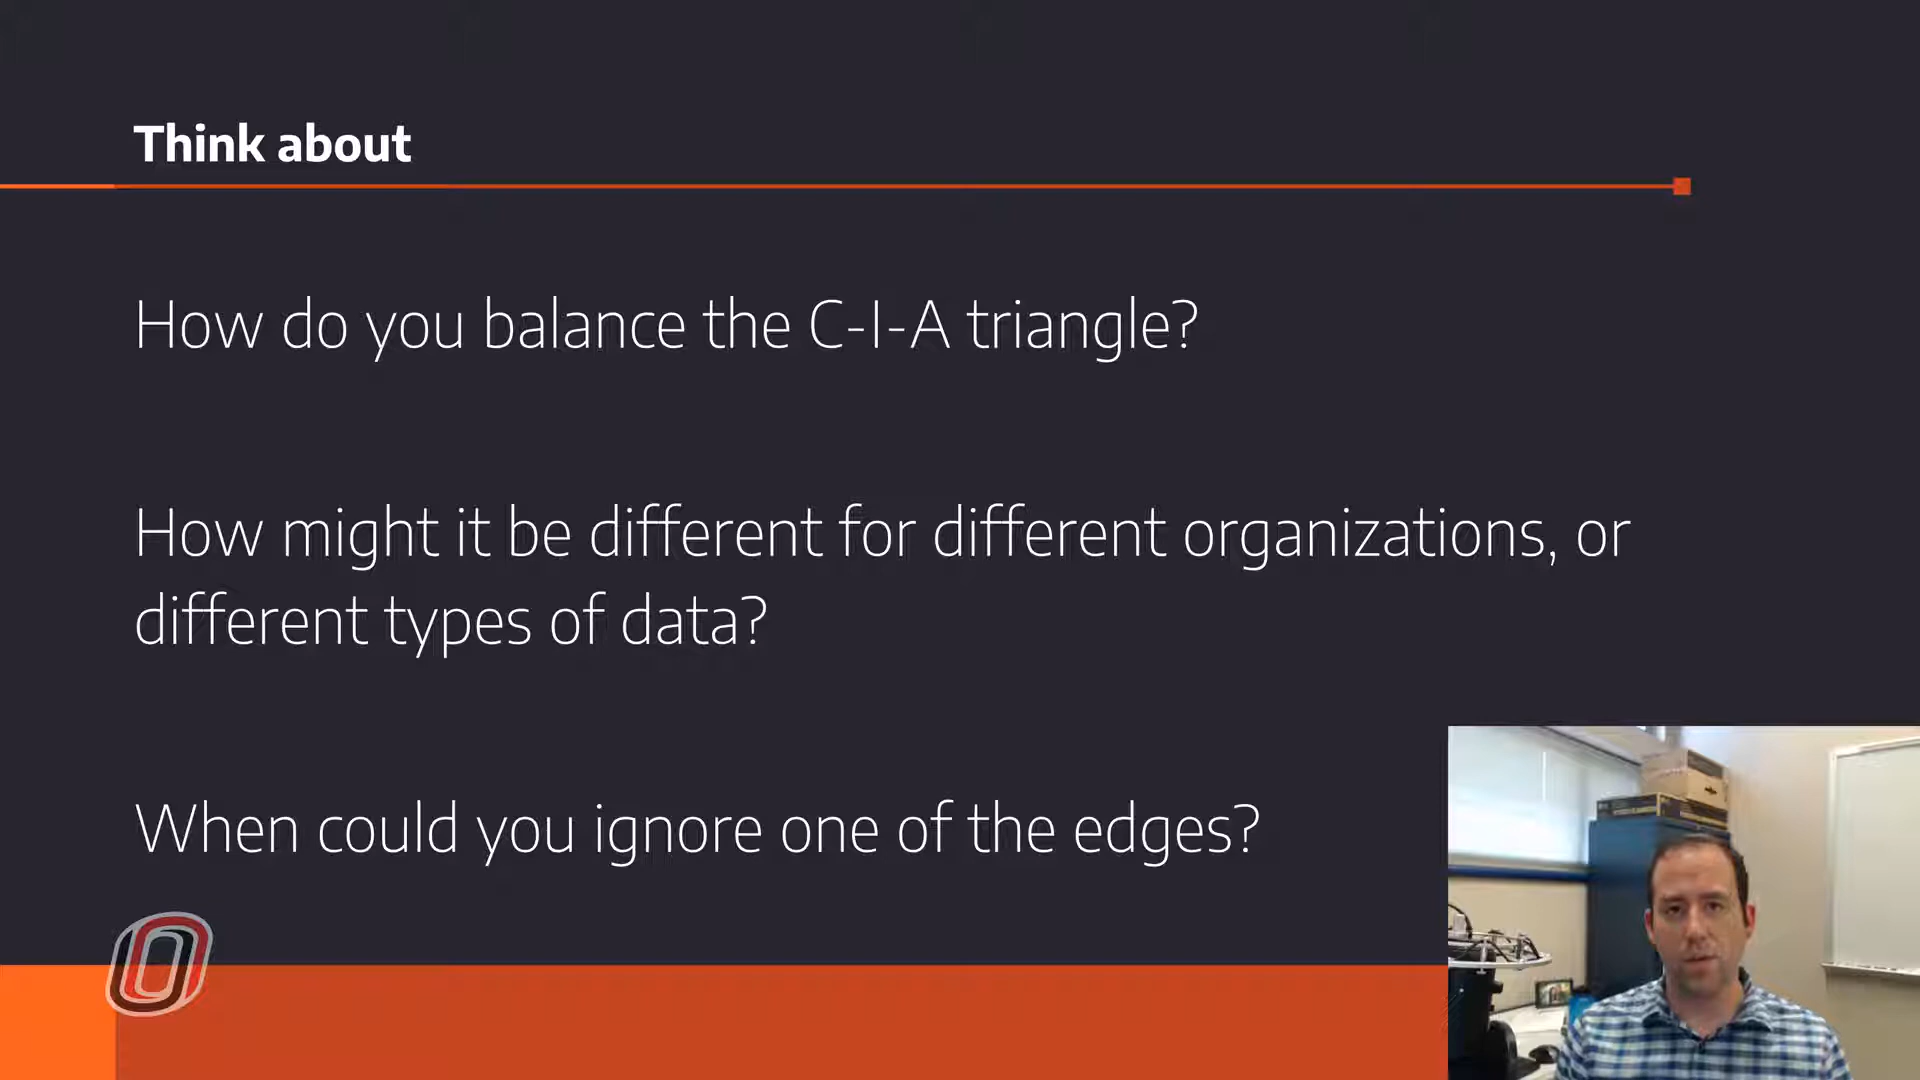 Think about
How do you balance the C-I-A triangle?
How might it be different for different organizations, or
different types of data?
When could you ignore one of the edges?